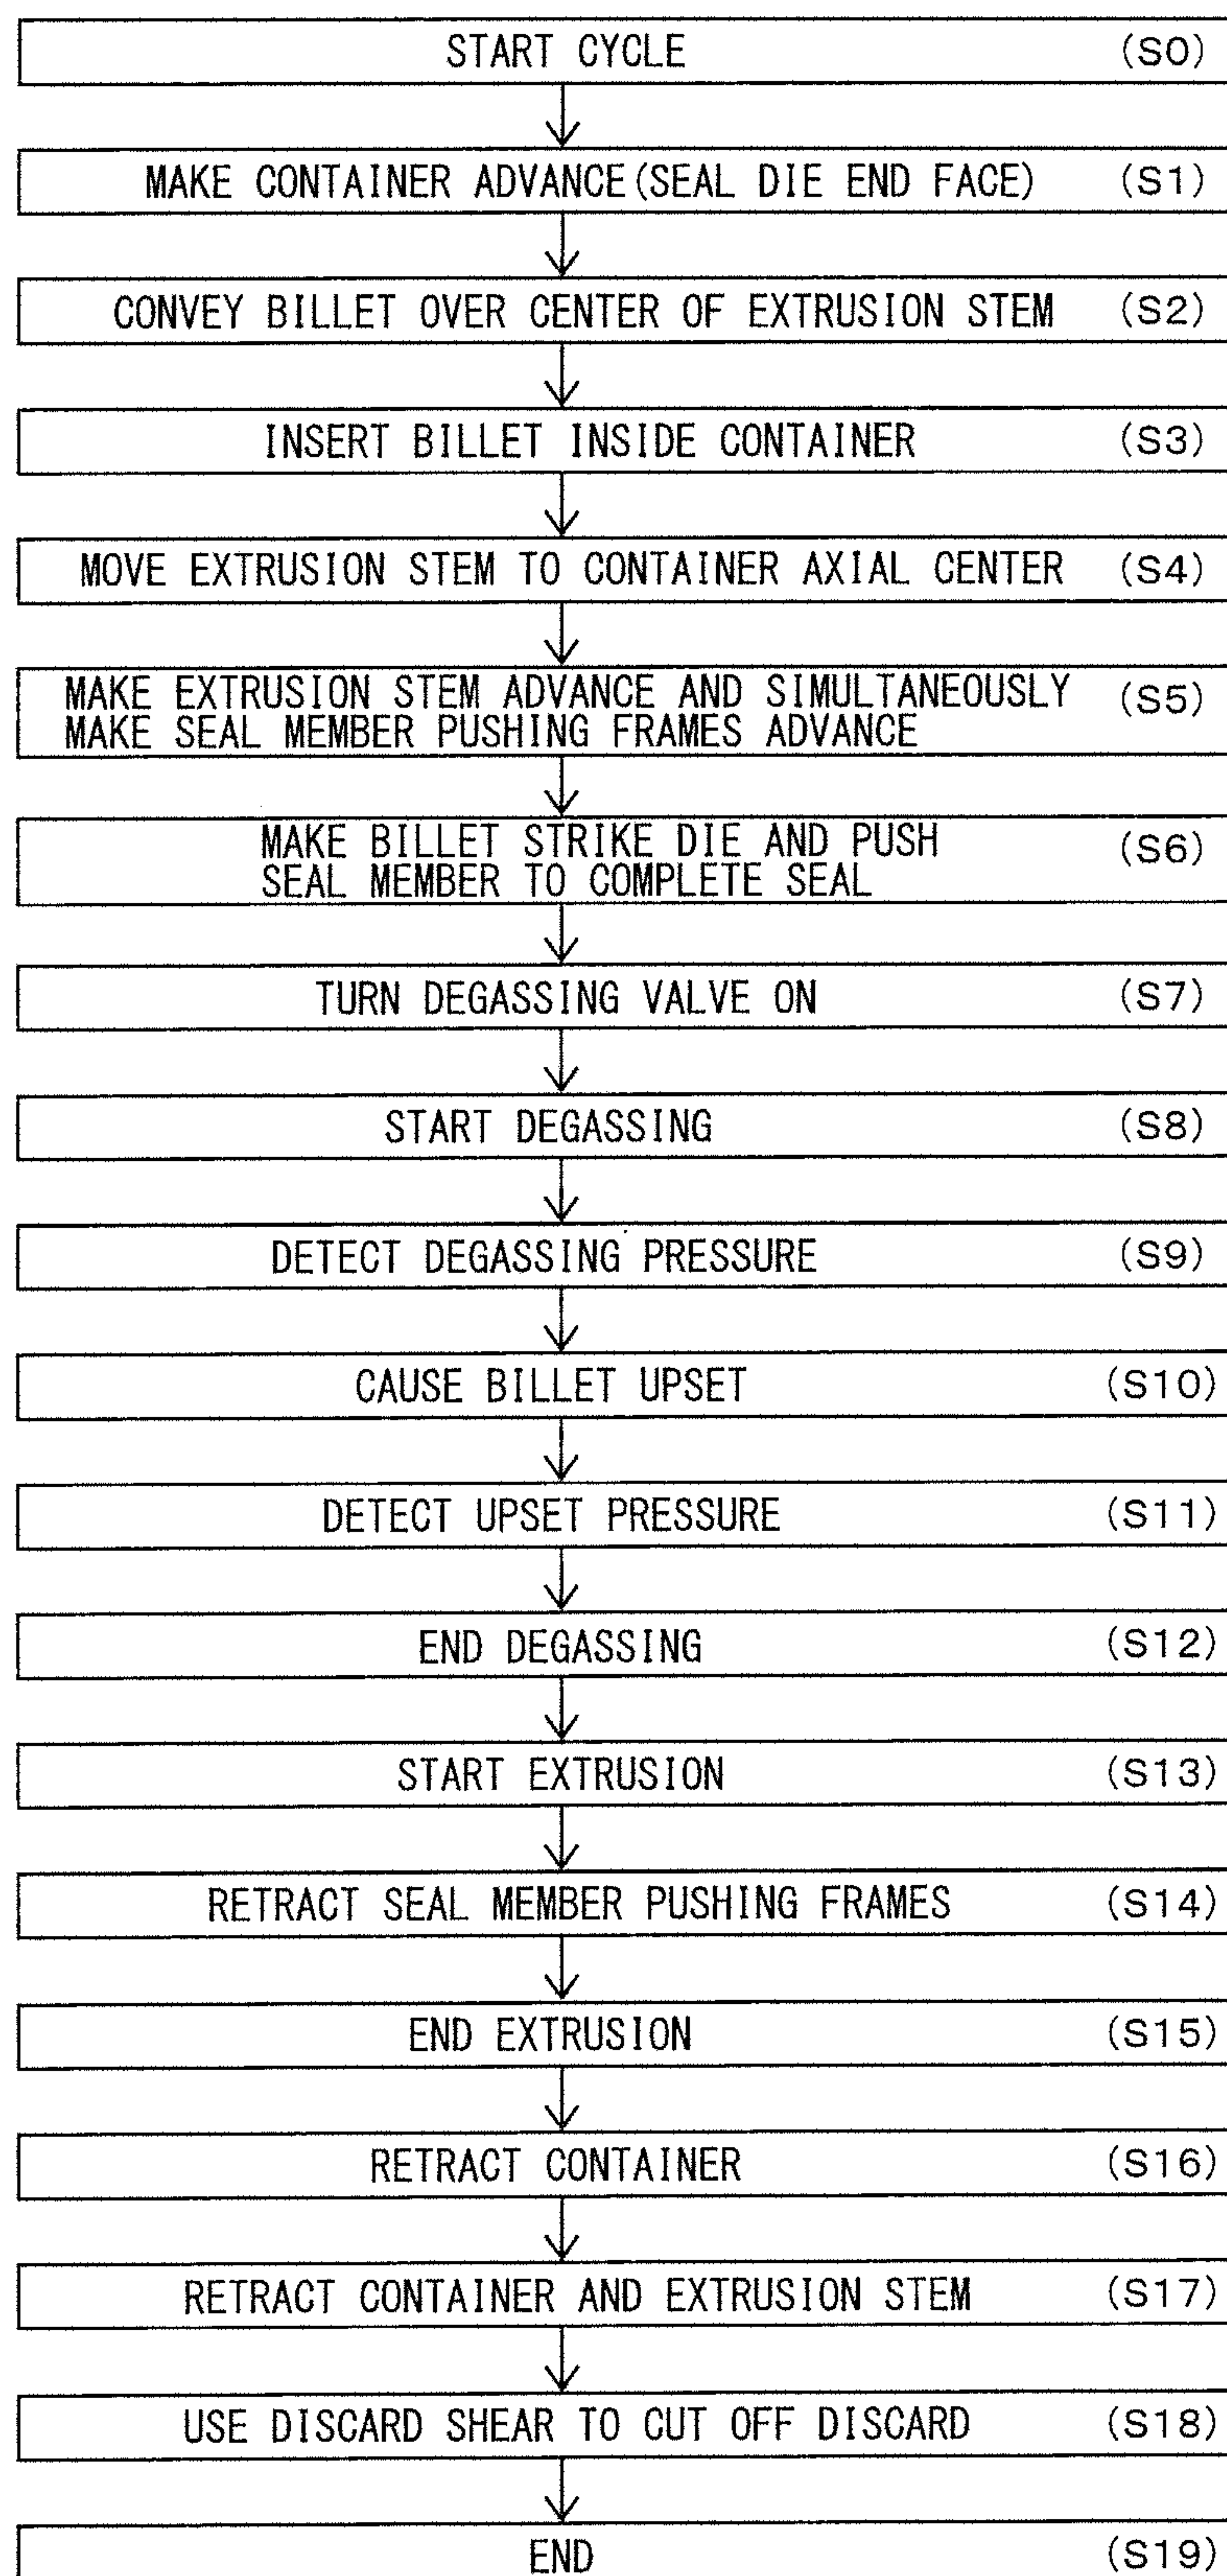 START CYCLE (S0)
MAKE CONTAINER ADVANCE(SEAL DIE END FACE) (S1)
CONVEY BILLET OVER CENTER OF EXTRUSION STEM (S2)
INSERT BILLET INSIDE CONTAINER (S3)
MOVE EXTRUSION STEM TO CONTAINER AXIAL CENTER (S4)
MAKE EXTRUSION STEM ADVANCE AND SIMULTANEOUSLY (S5)
MAKE SEAL MEMBER PUSHING FRAMES ADVANCE
MAKE BILLET STRIKE DIE AND PUSH (S6)
SEAL MEMBER TO COMPLETE SEAL
TURN DEGASSING VALVE ON (S7)
START DEGASSING (S8)
DETECT DEGASSING PRESSURE (S9)
CAUSE BILLET UPSET (S10)
DETECT UPSET PRESSURE (S11)
END DEGASSING (S12)
START EXTRUSION (S13)
RETRACT SEAL MEMBER PUSHING FRAMES (S14)
END EXTRUSION (S15)
RETRACT CONTAINER (S16)
RETRACT CONTAINER AND EXTRUSION STEM (S17)
USE DISCARD SHEAR TO CUT OFF DISCARD (S18)
END (S19)